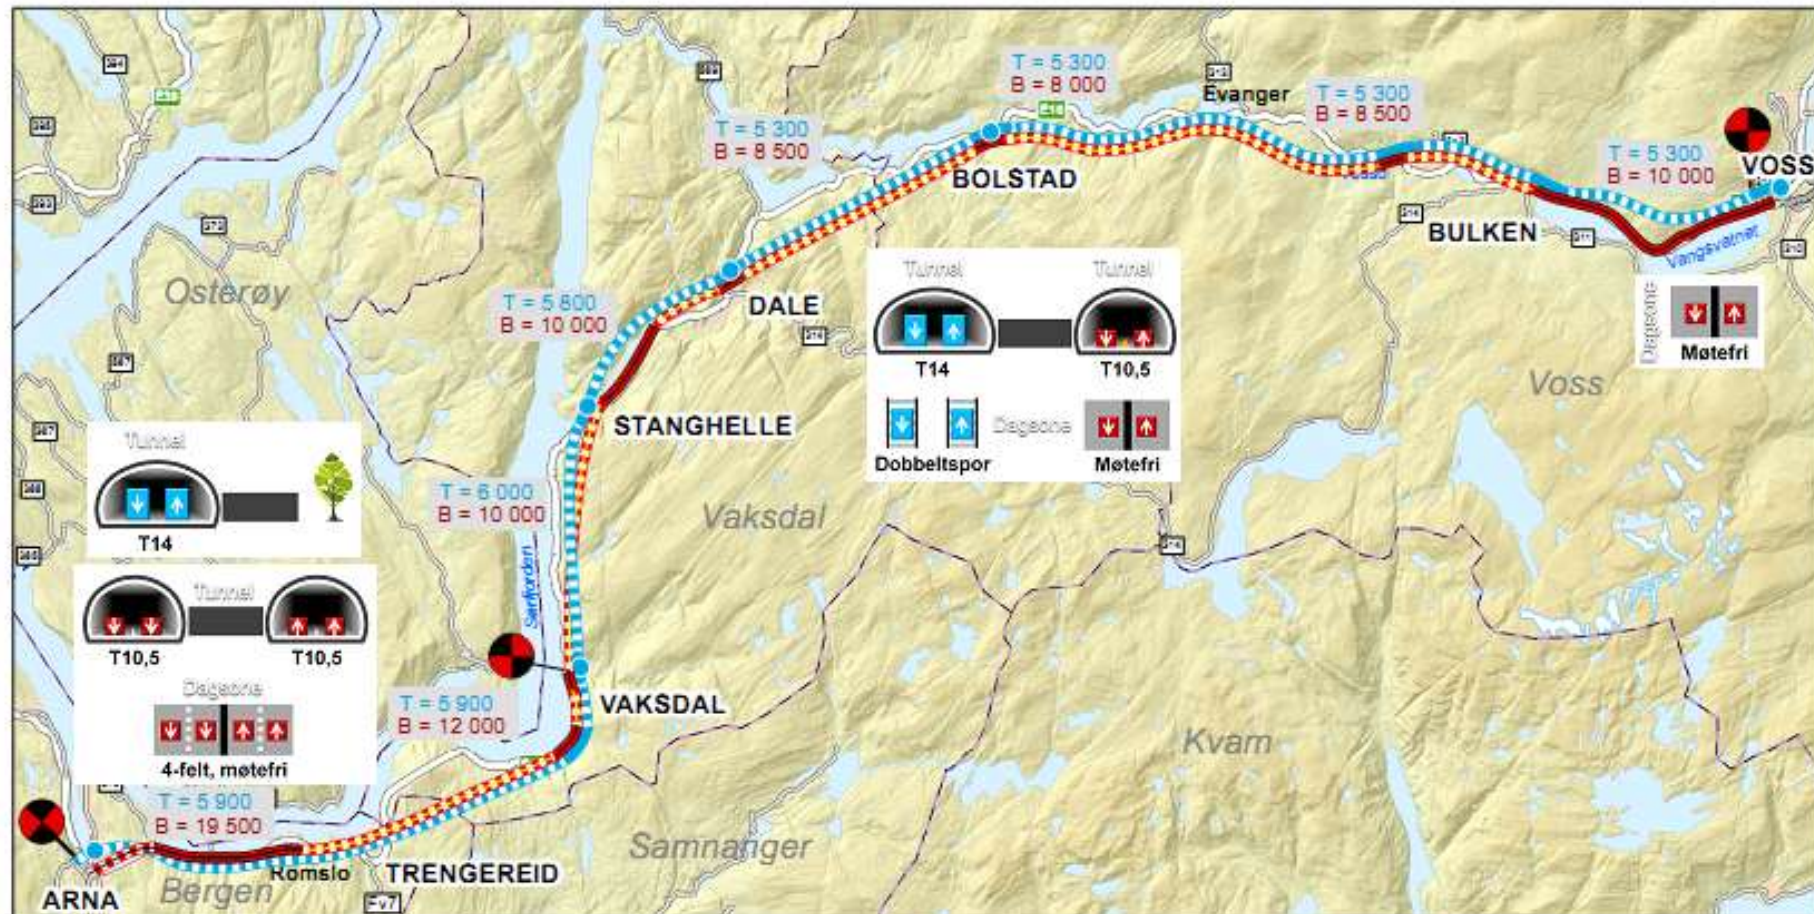 T = 5 300
B = 8 000
Evanger
T = 5 300
B = 8 500
T = 5 300
B = 8 500
T = 5 300
B = 10 000
VOSS
BOLSTAD
BULKEN
Vangsvatnet
Osterøy
T = 5 800
B = 10 000
DALE
Tunnel
Tunnel
T14
T10,5
Dagsone
Dobbeltspor
Møtefri
Dagsone
Møtefri
Voss
STANGHELLE
Tunnel
T14
T = 6 000
B = 10 000
Vaksdal
Sørfjorden
Tunnel
T10,5
T10,5
Dagsone
4-felt, møtefri
T = 5 900
B = 12 000
VAKSDAL
Kvam
T = 5 900
B = 19 500
Samnanger
Romslo
TRENGEREID
ARNA
Bergen
Fv7